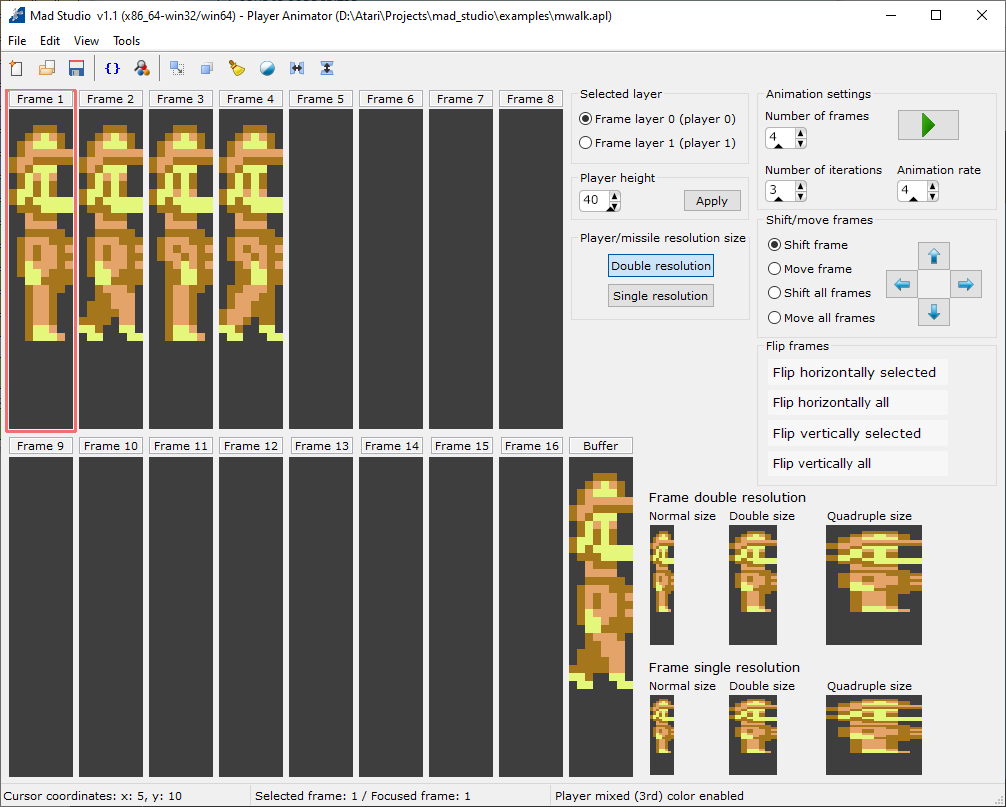 Mad Studio v1.1 (x86_64-win32/win64) - Player Animator (D:\Atari\Projects\mad_studio\examples\mwalk.apl)
File Edit View Tools
Frame 1 Frame 2 Frame 3 Frame 4 Frame 5 Frame 6 Frame 7 Frame 8
Selected layer
Frame layer 0 (player 0)
Frame layer 1 (player 1)
Player height
40 Apply
Player/missile resolution size
Double resolution
Single resolution
Animation settings
Number of frames
4
Number of iterations Animation rate
3 4
Shift/move frames
Shift frame
Move frame
Shift all frames
Move all frames
Flip frames
Flip horizontally selected
Flip horizontally all
Flip vertically selected
Flip vertically all
Frame 9 Frame 10 Frame 11 Frame 12 Frame 13 Frame 14 Frame 15 Frame 16 Buffer
Frame double resolution
Normal size Double size Quadruple size
Frame single resolution
Normal size Double size Quadruple size
Cursor coordinates: x: 5, y: 10 Selected frame: 1 / Focused frame: 1 Player mixed (3rd) color enabled